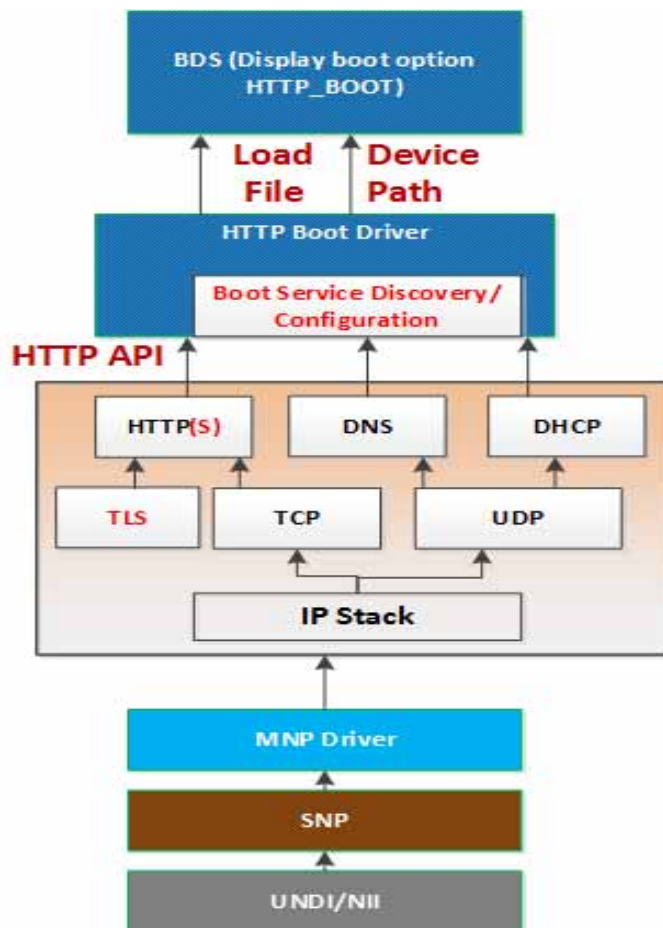 BDS (Display boot option
HTTP_BOOT)
Load
File
Device
Path
HTTP Boot Driver
Boot Service Discovery/
Configuration
HTTP API
HTTP(S)
DNS
DHCP
TLS
TCP
UDP
IP Stack
MNP Driver
SNP
UNDI/NII